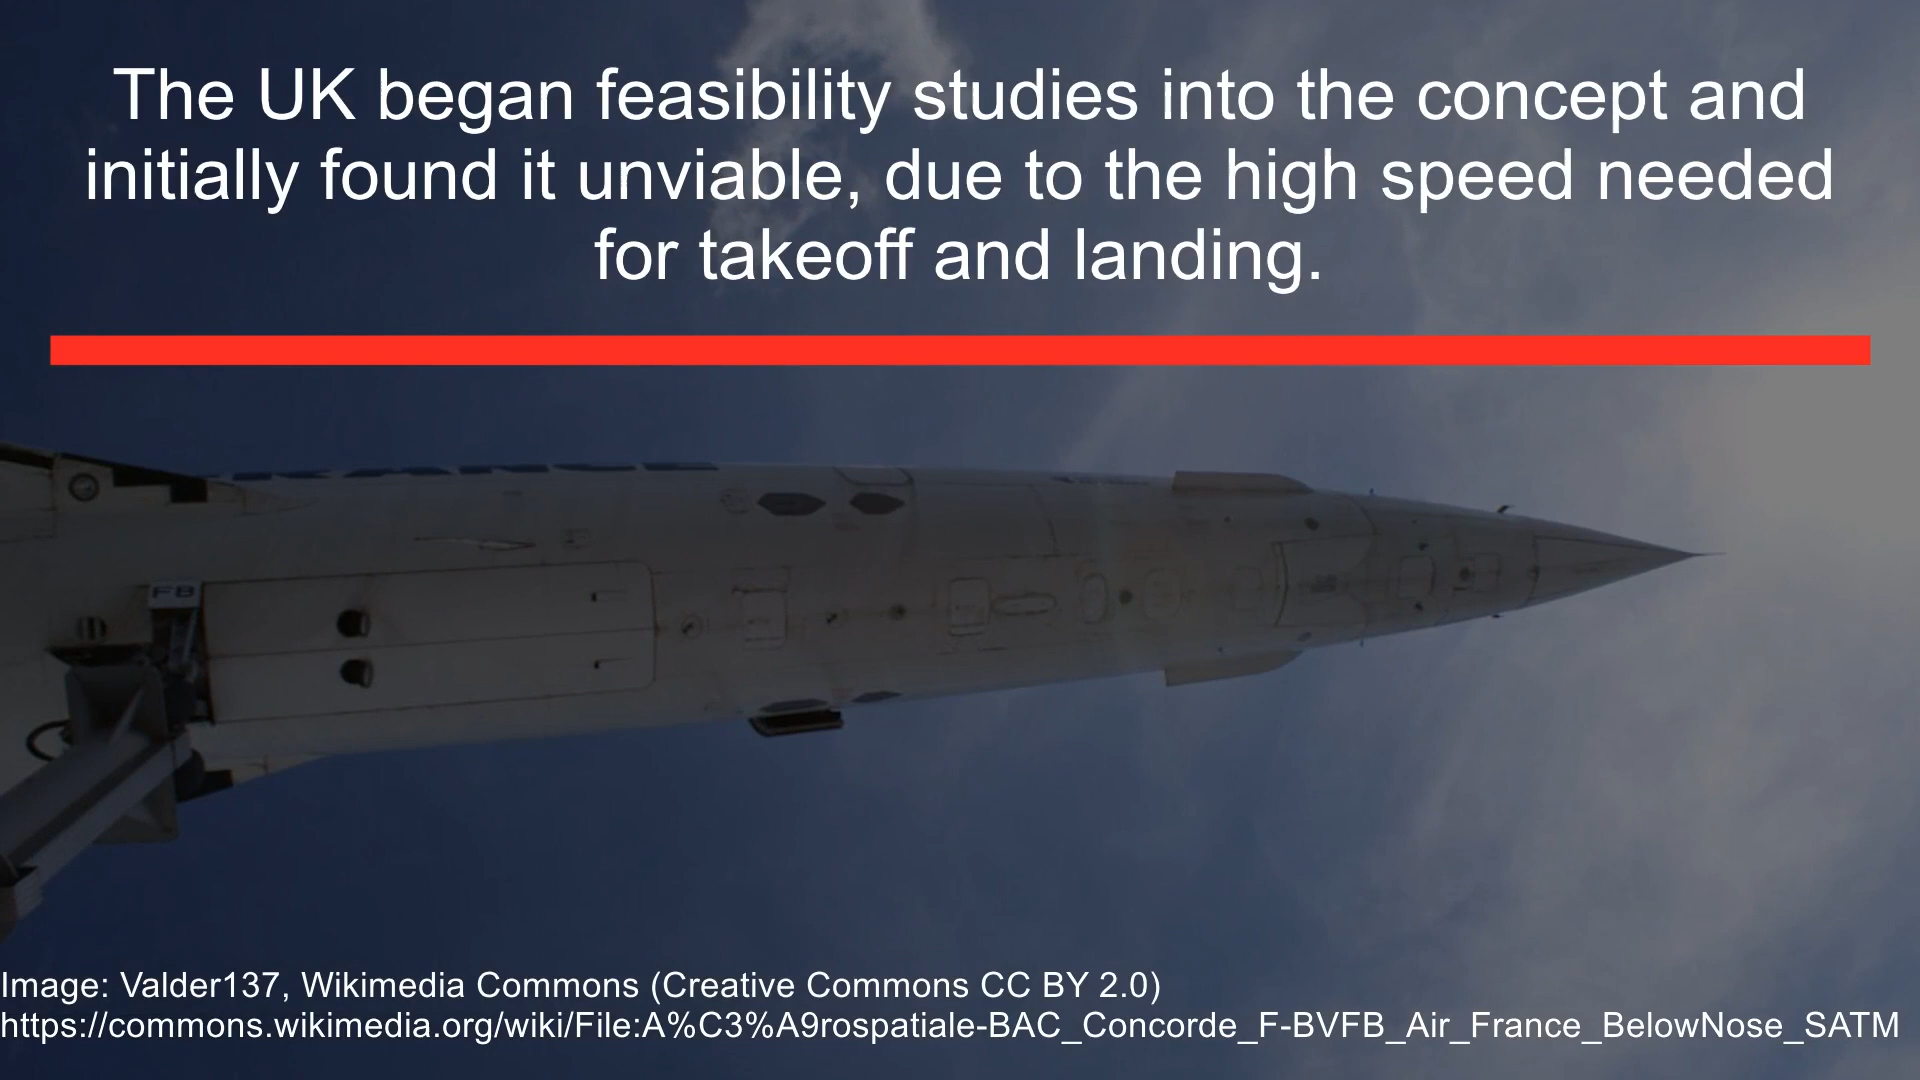 The UK began feasibility studies into the concept and
initially found it unviable, due to the high speed needed
for takeoff and landing.
FB
Image: Valder137, Wikimedia Commons (Creative Commons CC BY 2.0)
https://commons.wikimedia.org/wiki/File:A%C3%A9rospatiale-BAC_Concorde_F-BVFB_Air_France_BelowNose_SATM